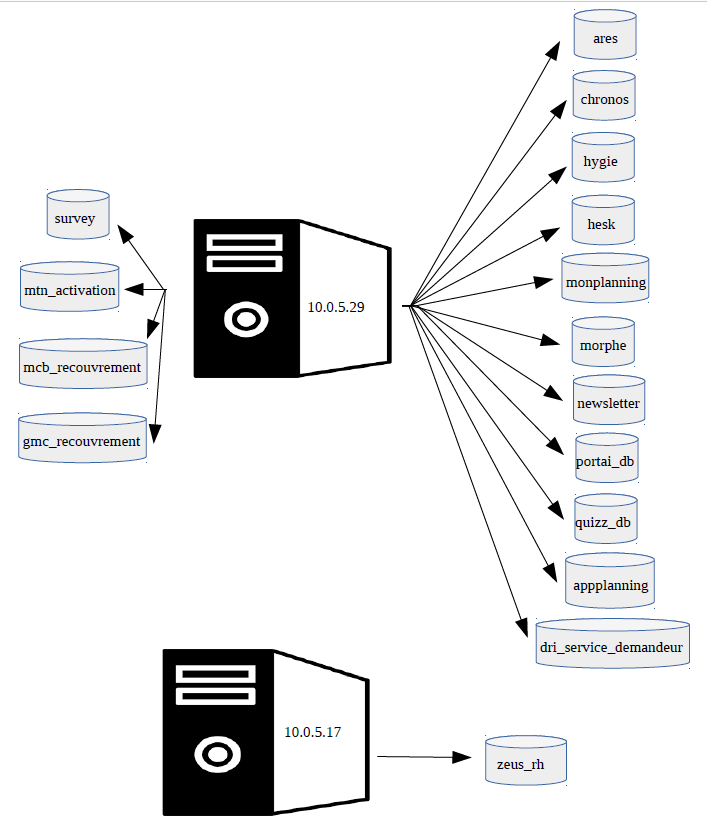 ares
chronos
hygie
survey
hesk
mtn_activation
monplanning
10.0.5.29
morphe
mcb_recouvrement
newsletter
gmc_recouvrement
portai_db
quizz_db
appplanning
dri_service_demandeur
10.0.5.17
zeus_rh